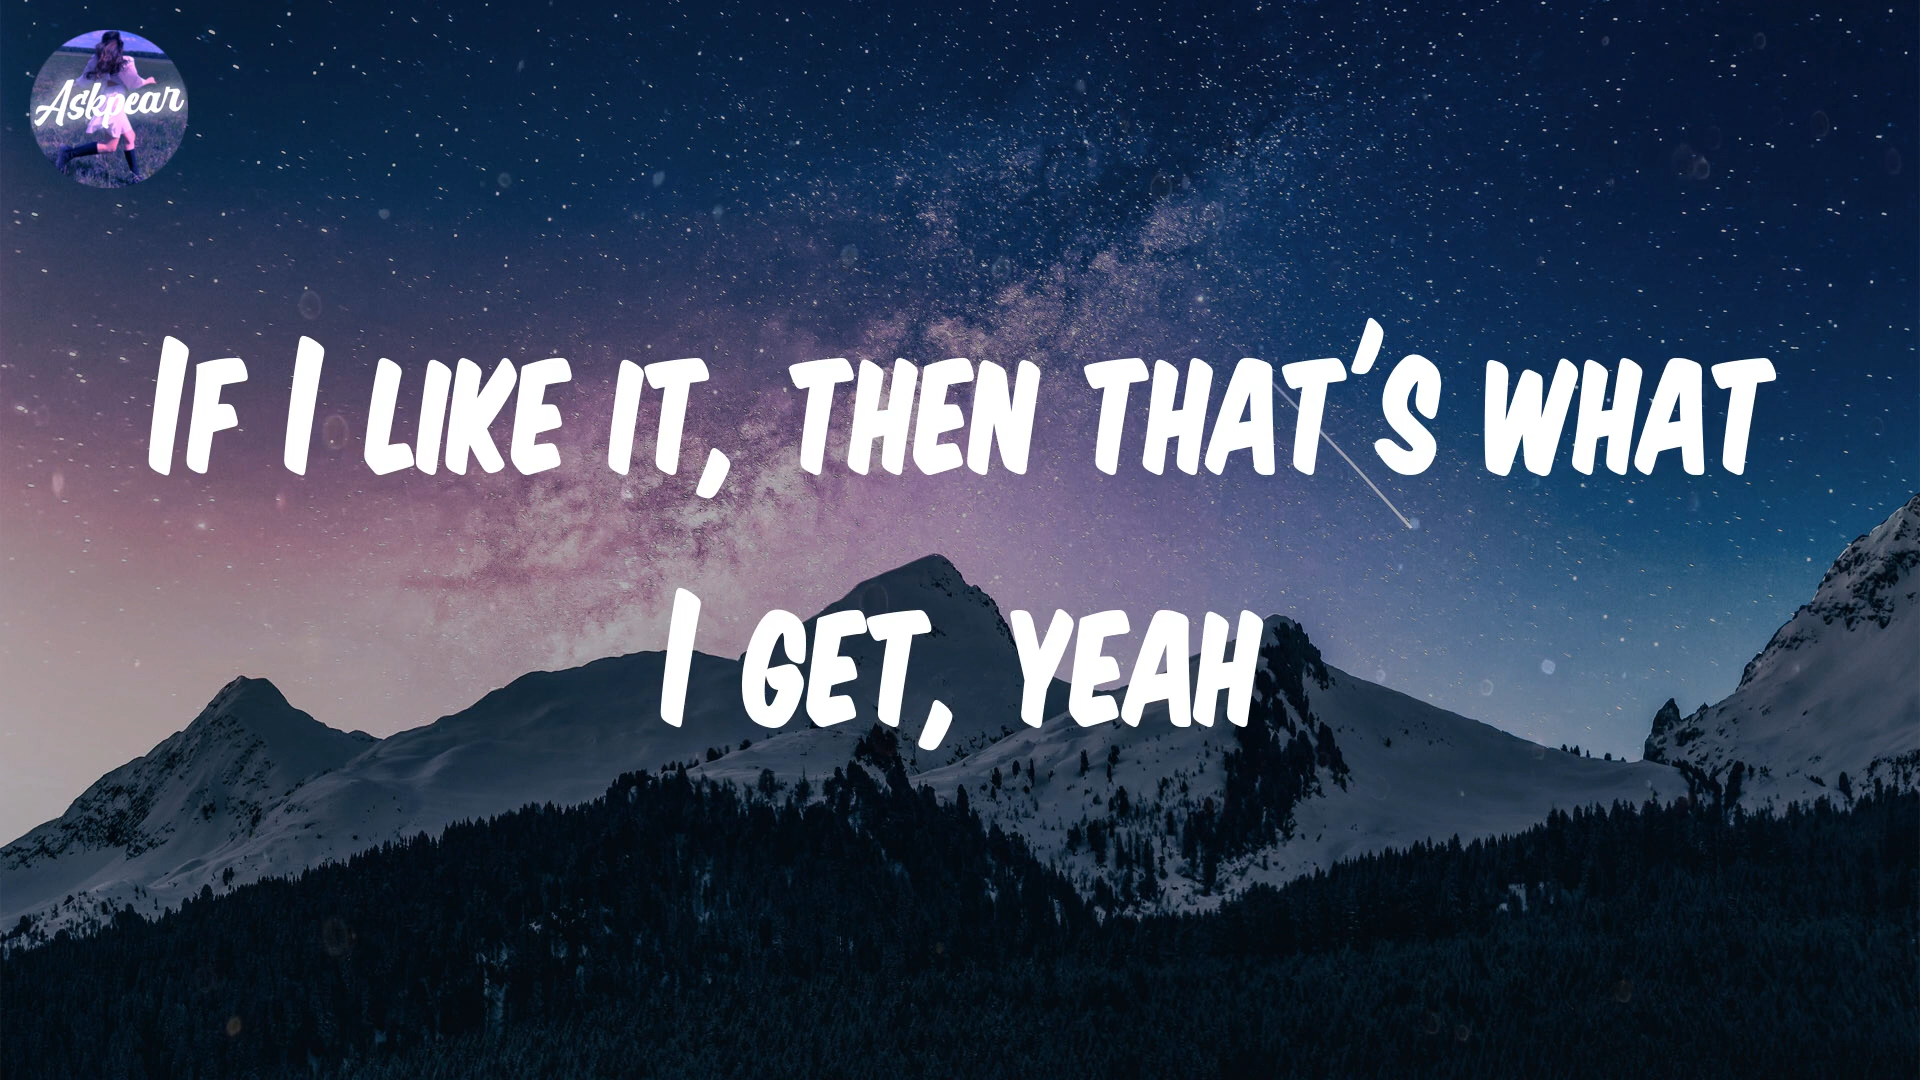 Askpear
If I like it, then that's what
I get, yeah